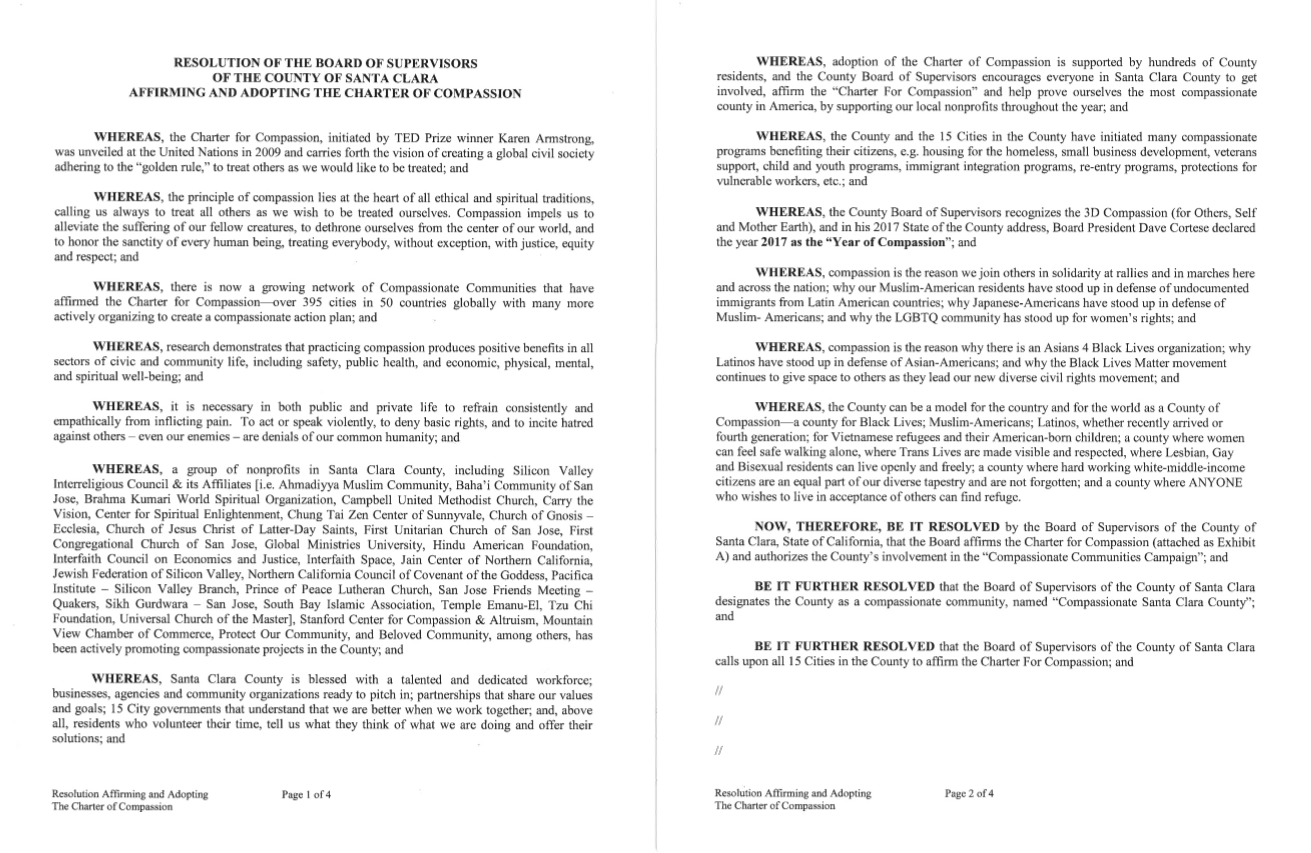 RESOLUTION OF THE BOARD OF SUPERVISORS
OF THE COUNTY OF SANTA CLARA
AFFIRMING AND ADOPTING THE CHARTER OF COMPASSION
WHEREAS, the Charter for Compassion, initiated by TED Prize winner Karen Armstrong,
was unveiled at the United Nations in 2009 and carries forth the vision of creating a global civil society
adhering to the “golden rule,” to treat others as we would like to be treated; and
WHEREAS, the principle of compassion lies at the heart of all ethical and spiritual traditions,
calling us always to treat all others as we wish to be treated ourselves. Compassion impels us to
alleviate the suffering of our fellow creatures, to dethrone ourselves from the center of our world, and
to honor the sanctity of every human being, treating everybody, without exception, with justice, equity
and respect; and
WHEREAS, there is now a growing network of Compassionate Communities that have
affirmed the Charter for Compassion—over 395 cities in 50 countries globally with many more
actively organizing to create a compassionate action plan; and
WHEREAS, research demonstrates that practicing compassion produces positive benefits in all
sectors of civic and community life, including safety, public health, and economic, physical, mental,
and spiritual well-being; and
WHEREAS, it is necessary in both public and private life to refrain consistently and
empathically from inflicting pain. To act or speak violently, to deny basic rights, and to incite hatred
against others – even our enemies – are denials of our common humanity; and
WHEREAS, a group of nonprofits in Santa Clara County, including Silicon Valley
Interreligious Council & its Affiliates [i.e. Ahmadiyya Muslim Community, Baha’i Community of San
Jose, Brahma Kumari World Spiritual Organization, Campbell United Methodist Church, Carry the
Vision, Center for Spiritual Enlightenment, Chung Tai Zen Center of Sunnyvale, Church of Gnosis –
Ecclesia, Church of Jesus Christ of Latter-Day Saints, First Unitarian Church of San Jose, First
Congregational Church of San Jose, Global Ministries University, Hindu American Foundation,
Interfaith Council on Economics and Justice, Interfaith Space, Jain Center of Northern California,
Jewish Federation of Silicon Valley, Northern California Council of Covenant of the Goddess, Pacifica
Institute – Silicon Valley Branch, Prince of Peace Lutheran Church, San Jose Friends Meeting –
Quakers, Sikh Gurdwara – San Jose, South Bay Islamic Association, Temple Emanu-El, Tzu Chi
Foundation, Universal Church of the Master], Stanford Center for Compassion & Altruism, Mountain
View Chamber of Commerce, Protect Our Community, and Beloved Community, among others, has
been actively promoting compassionate projects in the County; and
WHEREAS, Santa Clara County is blessed with a talented and dedicated workforce;
businesses, agencies and community organizations ready to pitch in; partnerships that share our values
and goals; 15 City governments that understand that we are better when we work together; and, above
all, residents who volunteer their time, tell us what they think of what we are doing and offer their
solutions; and
Resolution Affirming and Adopting
The Charter of Compassion
Page 1 of 4
WHEREAS, adoption of the Charter of Compassion is supported by hundreds of County
residents, and the County Board of Supervisors encourages everyone in Santa Clara County to get
involved, affirm the “Charter For Compassion” and help prove ourselves the most compassionate
county in America, by supporting our local nonprofits throughout the year; and
WHEREAS, the County and the 15 Cities in the County have initiated many compassionate
programs benefiting their citizens, e.g. housing for the homeless, small business development, veterans
support, child and youth programs, immigrant integration programs, re-entry programs, protections for
vulnerable workers, etc.; and
WHEREAS, the County Board of Supervisors recognizes the 3D Compassion (for Others, Self
and Mother Earth), and in his 2017 State of the County address, Board President Dave Cortese declared
the year 2017 as the “Year of Compassion”; and
WHEREAS, compassion is the reason we join others in solidarity at rallies and in marches here
and across the nation; why our Muslim-American residents have stood up in defense of undocumented
immigrants from Latin American countries; why Japanese-Americans have stood up in defense of
Muslim- Americans; and why the LGBTQ community has stood up for women’s rights; and
WHEREAS, compassion is the reason why there is an Asians 4 Black Lives organization; why
Latinos have stood up in defense of Asian-Americans; and why the Black Lives Matter movement
continues to give space to others as they lead our new diverse civil rights movement; and
WHEREAS, the County can be a model for the country and for the world as a County of
Compassion—a county for Black Lives; Muslim-Americans; Latinos, whether recently arrived or
fourth generation; for Vietnamese refugees and their American-born children; a county where women
can feel safe walking alone, where Trans Lives are made visible and respected, where Lesbian, Gay
and Bisexual residents can live openly and freely; a county where hard working white-middle-income
citizens are an equal part of our diverse tapestry and are not forgotten; and a county where ANYONE
who wishes to live in acceptance of others can find refuge.
NOW, THEREFORE, BE IT RESOLVED by the Board of Supervisors of the County of
Santa Clara, State of California, that the Board affirms the Charter for Compassion (attached as Exhibit
A) and authorizes the County’s involvement in the “Compassionate Communities Campaign”; and
BE IT FURTHER RESOLVED that the Board of Supervisors of the County of Santa Clara
designates the County as a compassionate community, named “Compassionate Santa Clara County”;
and
BE IT FURTHER RESOLVED that the Board of Supervisors of the County of Santa Clara
calls upon all 15 Cities in the County to affirm the Charter For Compassion; and
//
//
//
Resolution Affirming and Adopting
The Charter of Compassion
Page 2 of 4